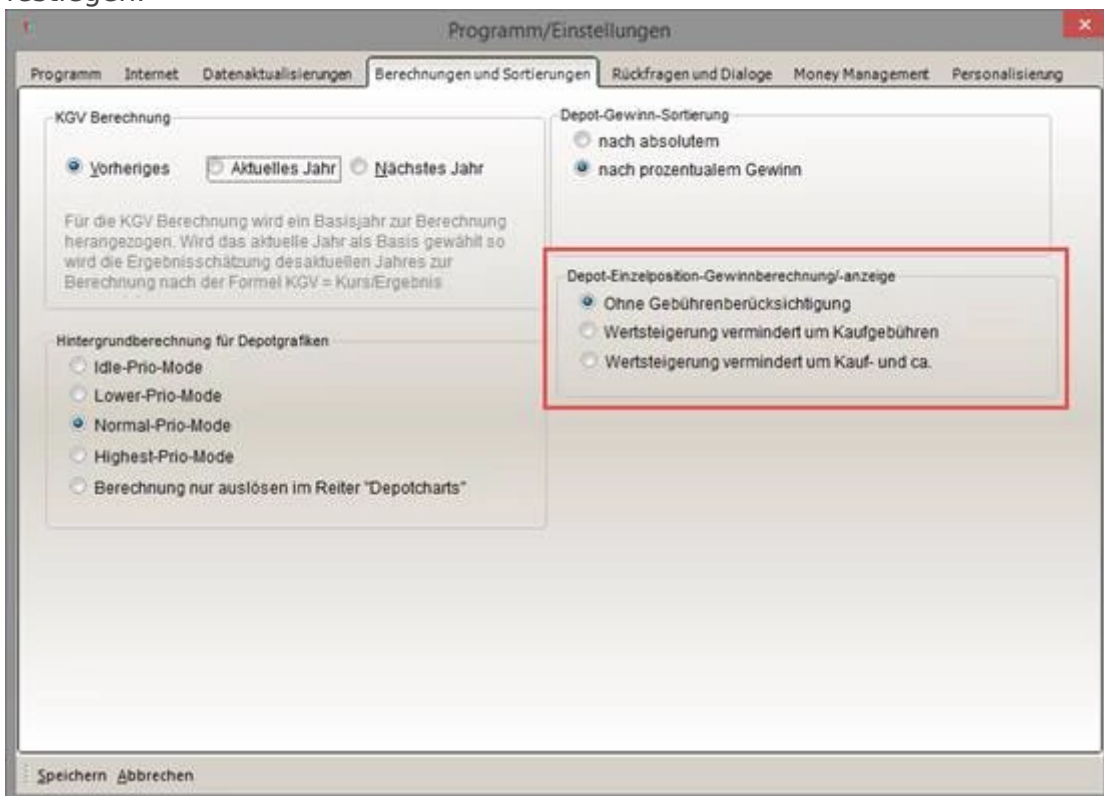 Programm/Einstellungen
Programm Internet Datenaktualisierungen Berechnungen und Sortierungen Rückfragen und Dialoge Money Management Personalisierung
KGV Berechnung
Vorheriges Aktuelles Jahr Nächstes Jahr
Für die KGV Berechnung wird ein Basisjahr zur Berechnung
herangezogen. Wird das aktuelle Jahr als Basis gewählt so
wird die Ergebnisschätzung desaktuellen Jahres zur
Berechnung nach der Formel KGV = Kurs/Ergebnis
Hintergrundberechnung für Depotgrafiken
Idle-Prio-Mode
Lower-Prio-Mode
Normal-Prio-Mode
Highest-Prio-Mode
Berechnung nur auslösen im Reiter "Depotcharts"
Depot-Gewinn-Sortierung
nach absolutem
nach prozentualem Gewinn
Depot-Einzelposition-Gewinnberechnung/-anzeige
Ohne Gebührenberücksichtigung
Wertsteigerung vermindert um Kaufgebühren
Wertsteigerung vermindert um Kauf- und ca.
Speichern Abbrechen